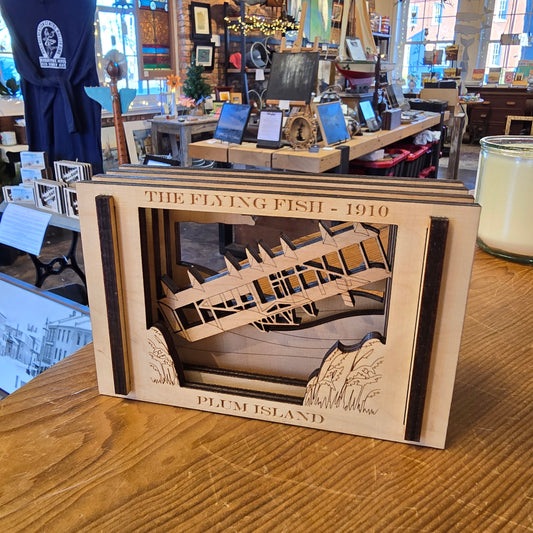 THE FLYING FISH - 1910
PLUM ISLAND